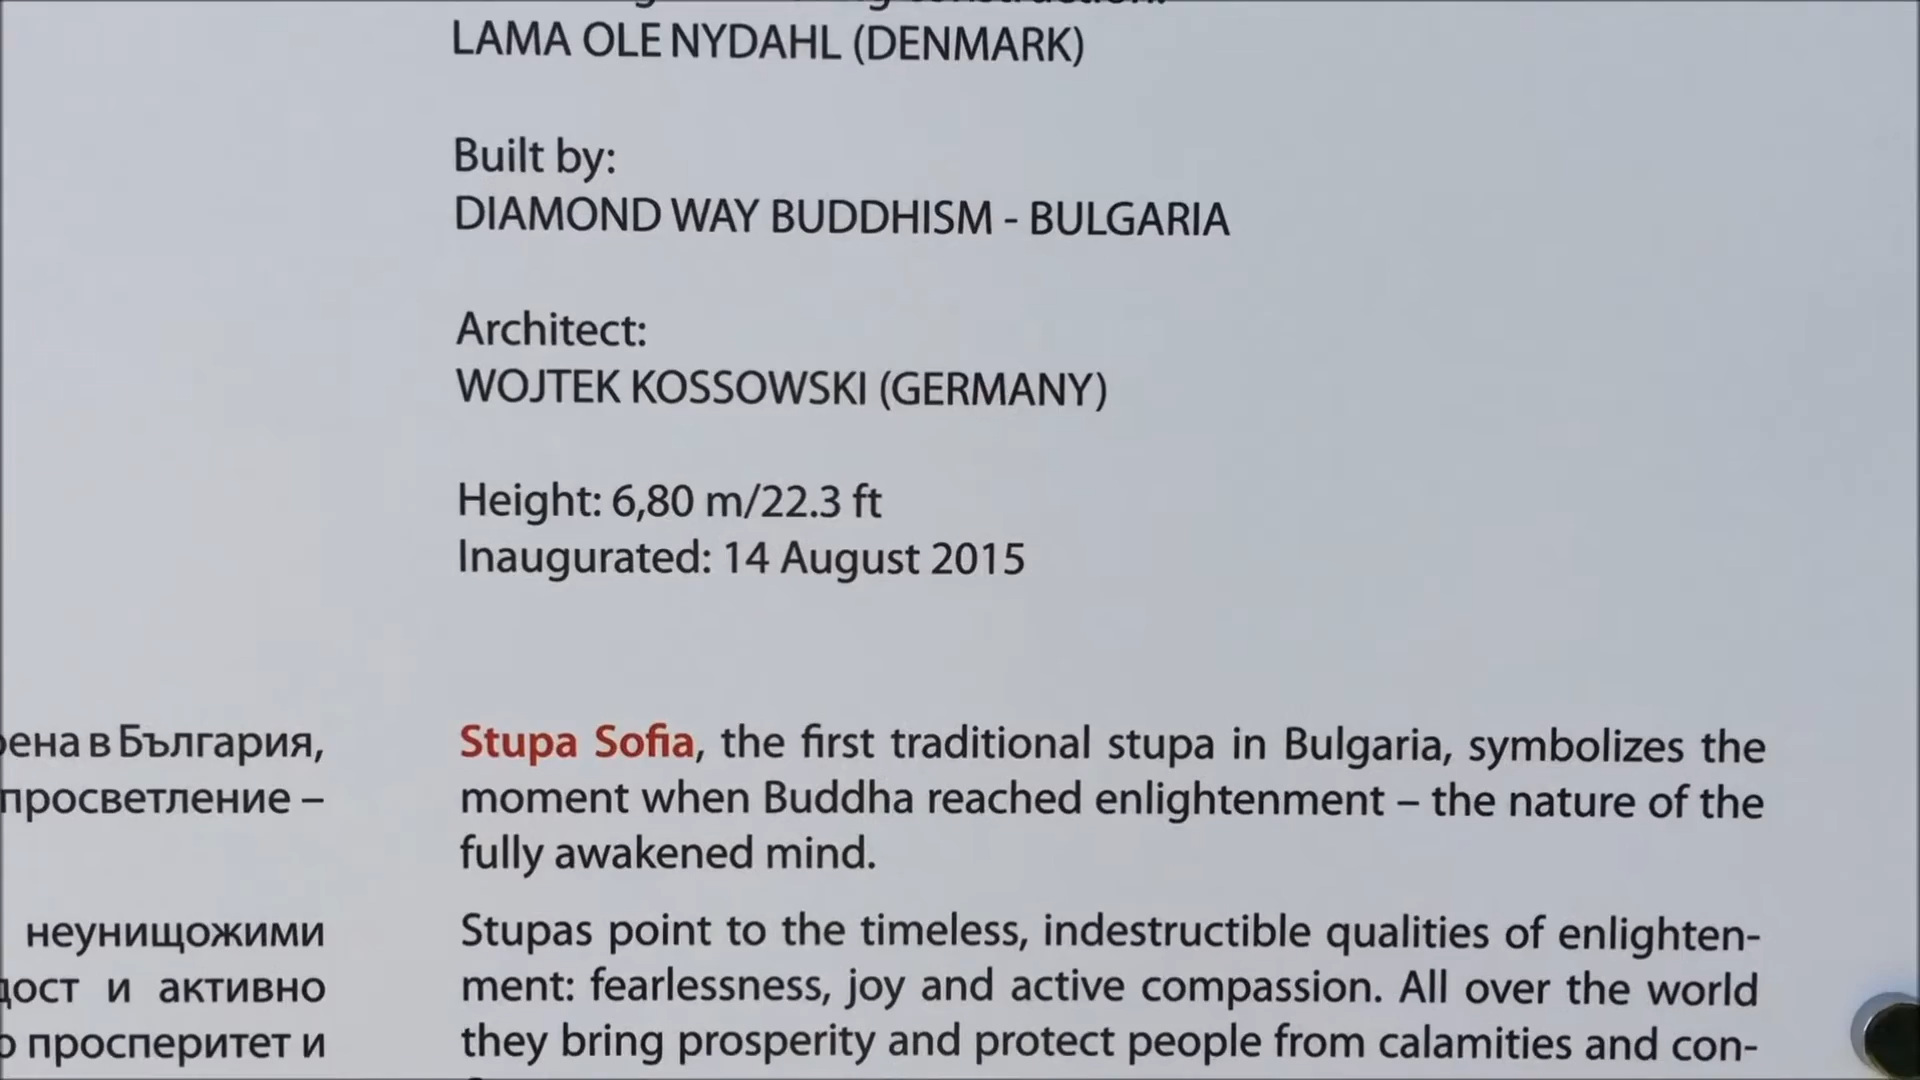 LAMA OLE NYDAHL (DENMARK)
Built by:
DIAMOND WAY BUDDHISM - BULGARIA
Architect:
WOJTEK KOSSOWSKI (GERMANY)
Height: 6,80 m/22.3 ft
Inaugurated: 14 August 2015
в България,
просветление –
неунищожими
и активно
просперитет и
Stupa Sofia, the first traditional stupa in Bulgaria, symbolizes the
moment when Buddha reached enlightenment – the nature of the
fully awakened mind.
Stupas point to the timeless, indestructible qualities of enlighten-
ment: fearlessness, joy and active compassion. All over the world
they bring prosperity and protect people from calamities and con-